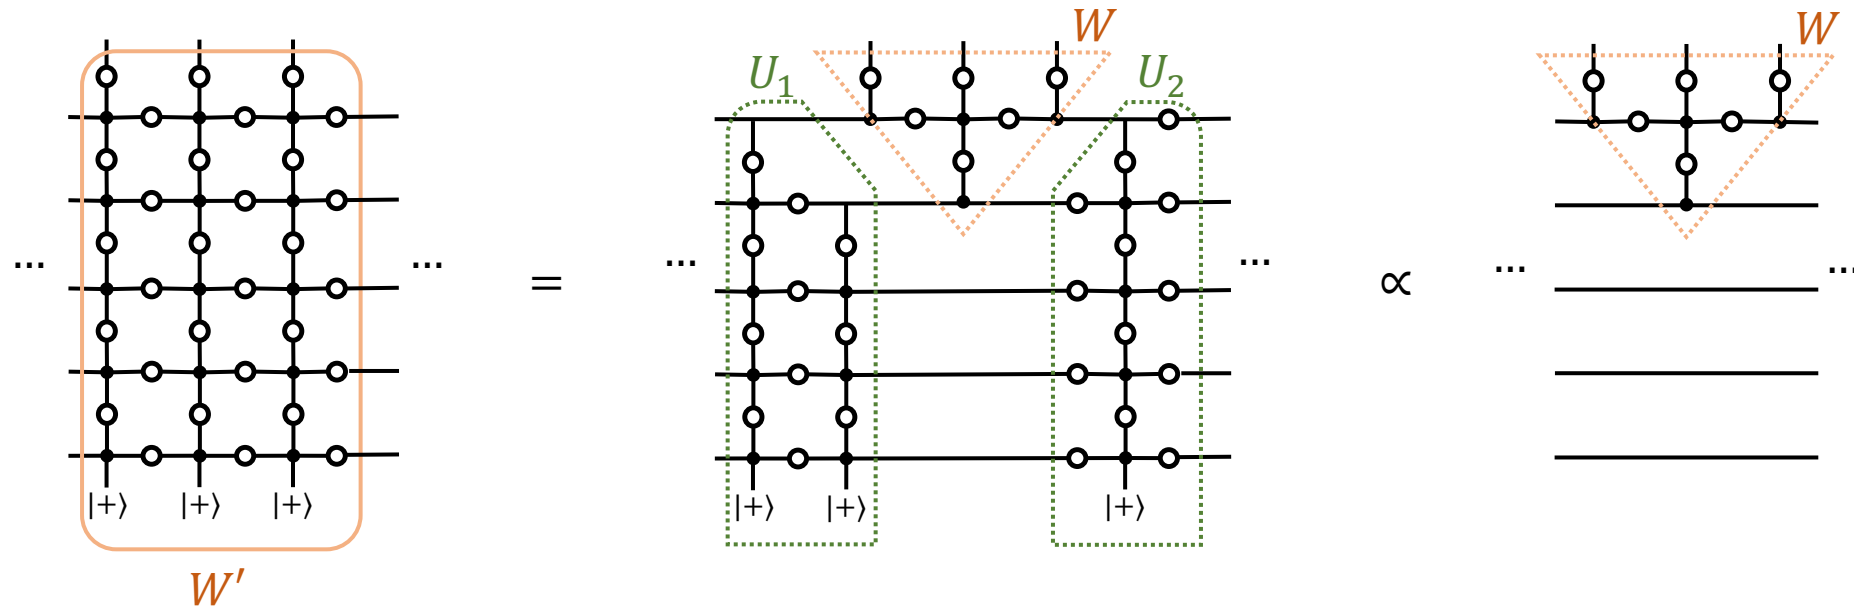 W W
U₁ U₂
... = ... ... ∝ ... ...
|+⟩ |+⟩ |+⟩ |+⟩ |+⟩ |+⟩
W′